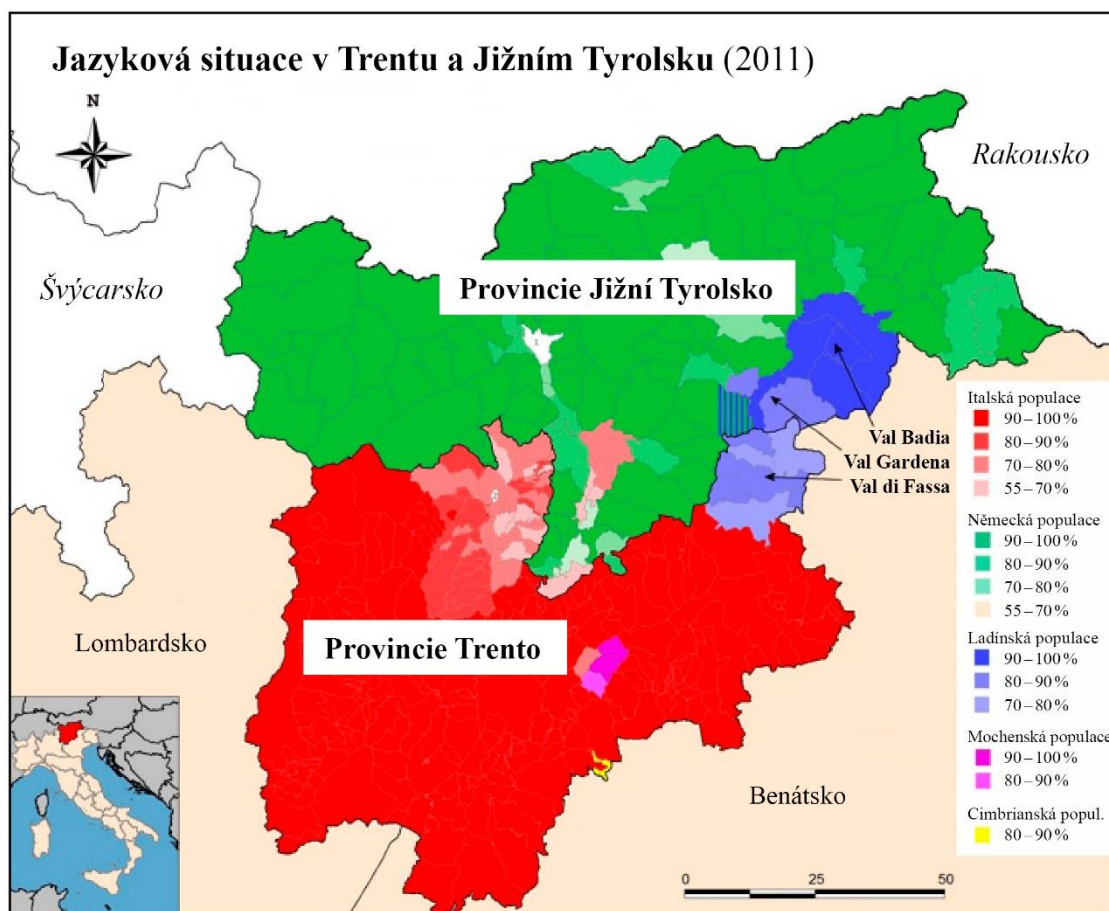 Jazyková situace v Trentu a Jižním Tyrolsku (2011)
N
Rakousko
Švýcarsko
Provincie Jižní Tyrolsko
Val Badia
Val Gardena
Val di Fassa
Lombardsko
Provincie Trento
Benátsko
Italská populace
90 – 100 %
80 – 90 %
70 – 80 %
55 – 70 %
Německá populace
90 – 100 %
80 – 90 %
70 – 80 %
55 – 70 %
Ladínská populace
90 – 100 %
80 – 90 %
70 – 80 %
Mochenská populace
90 – 100 %
80 – 90 %
Cimbrianská popul.
80 – 90 %
0 25 50